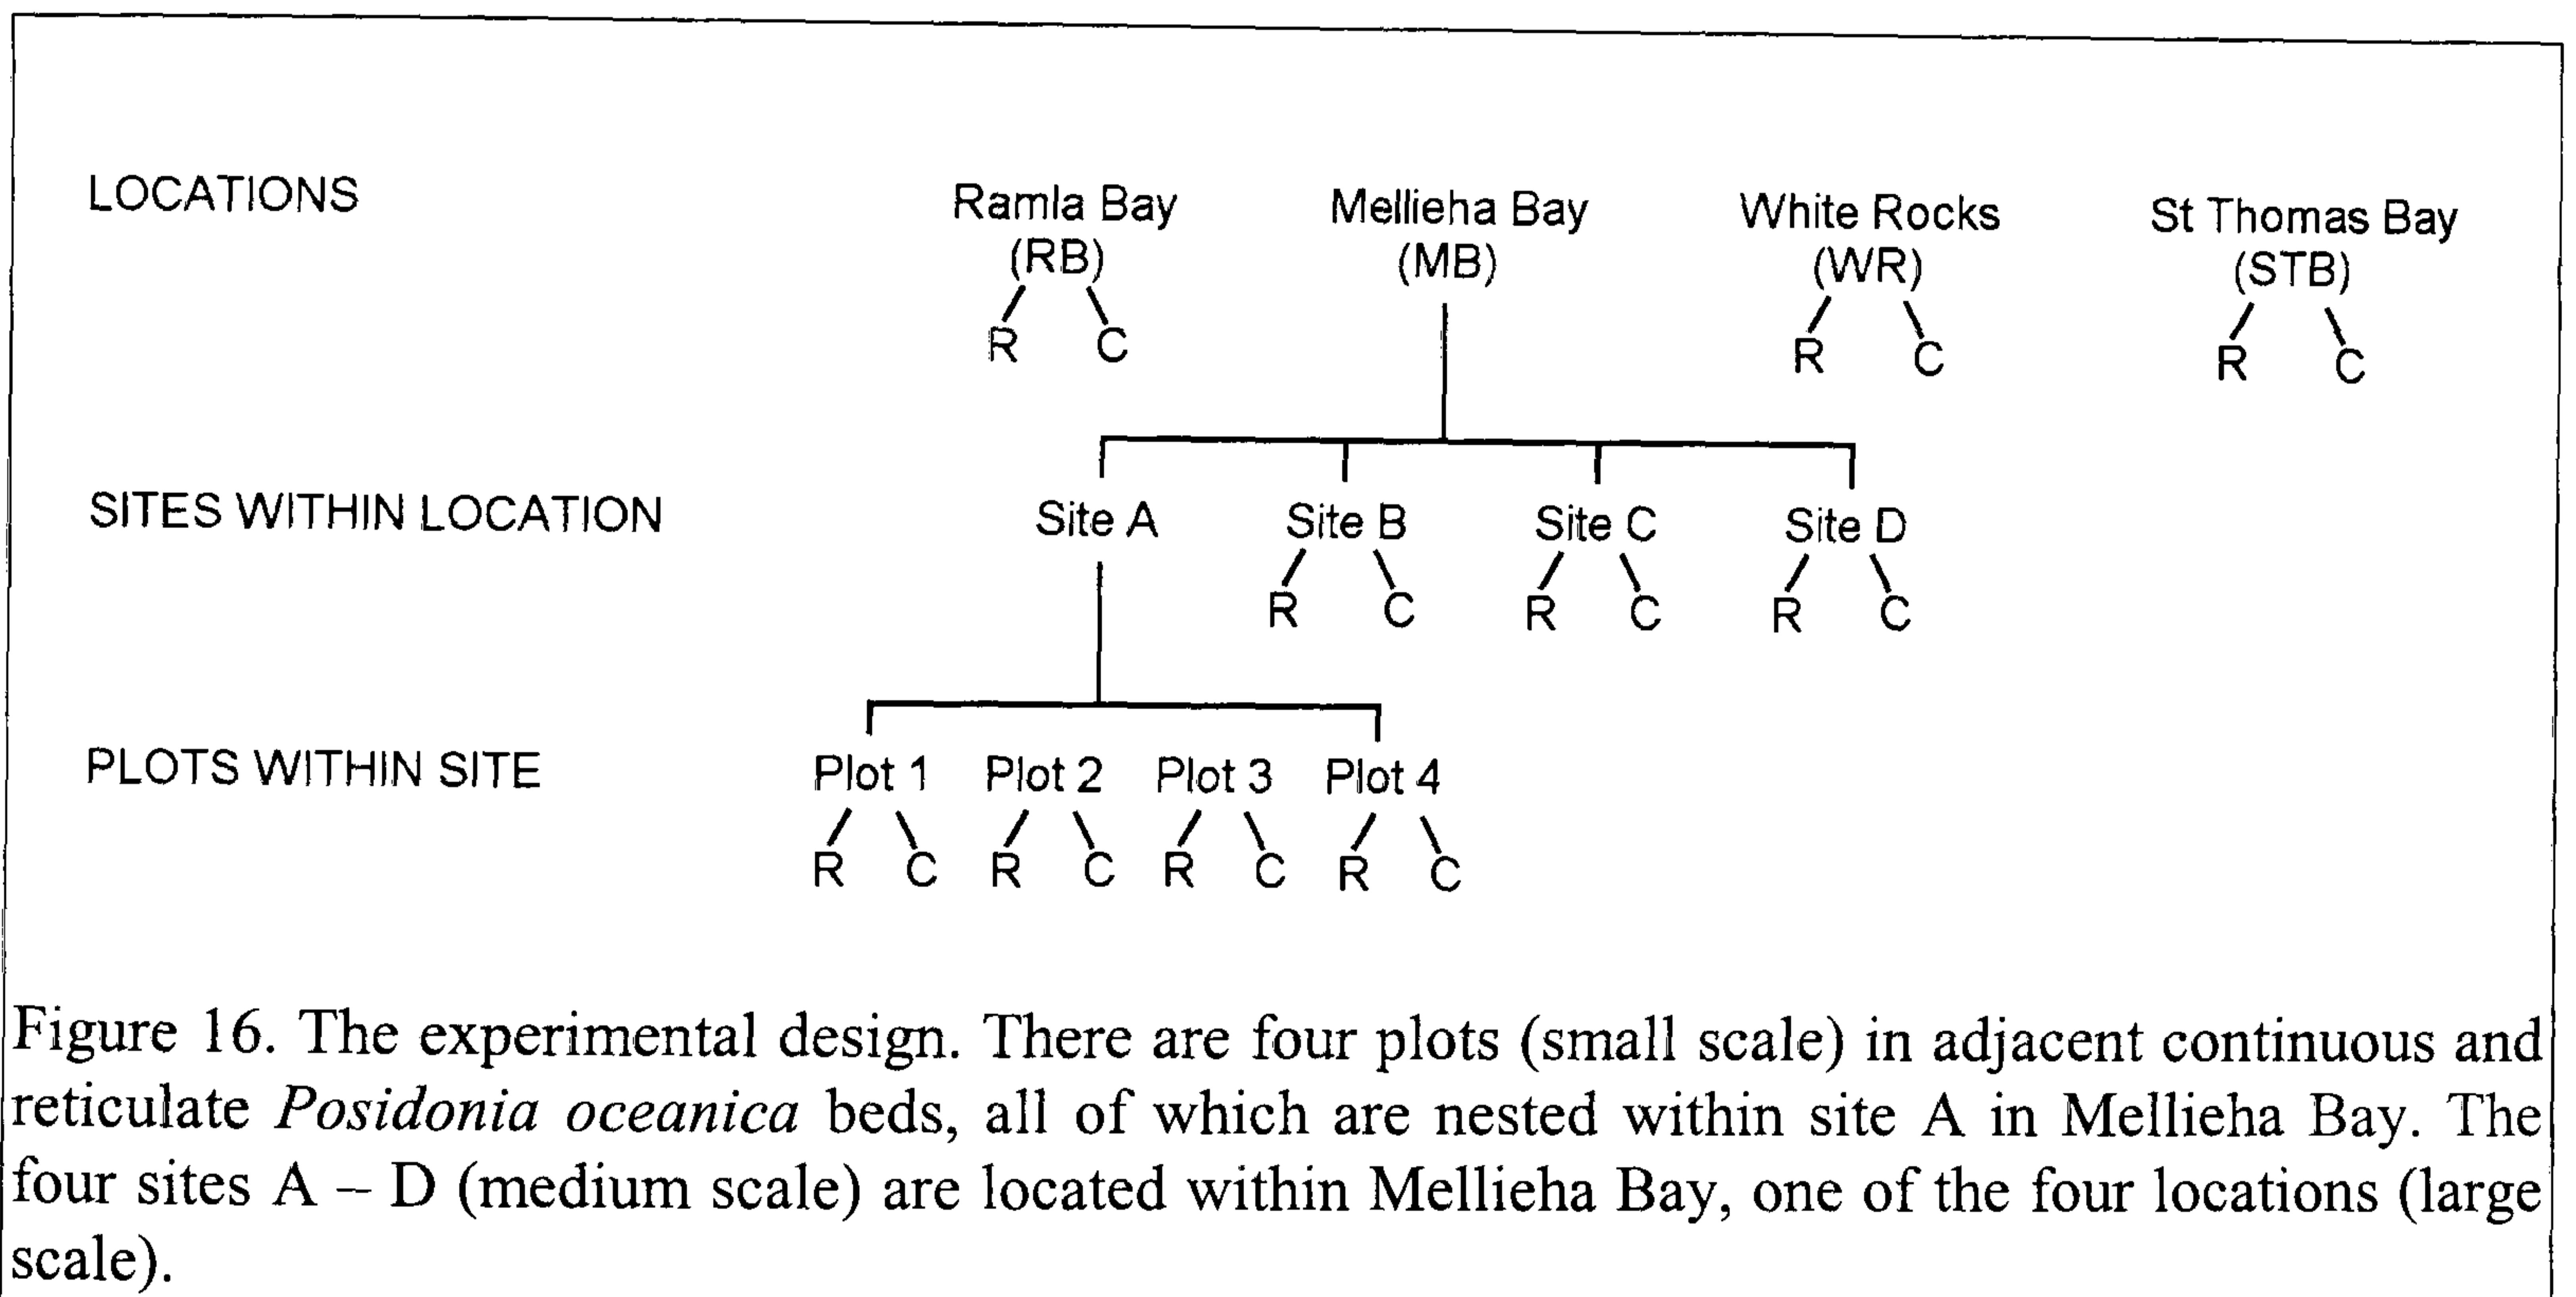 LOCATIONS
Ramla Bay Mellieha Bay White Rocks St Thomas Bay
(RB) (MB) (WR) (STB)
R C R C R C
SITES WITHIN LOCATION Site A Site B Site C Site D
R C R C R C
PLOTS WITHIN SITE Plot 1 Plot 2 Plot 3 Plot 4
R C R C R C R C
Figure 16. The experimental design. There are four plots (small scale) in adjacent continuous and
reticulate Posidonia oceanica beds, all of which are nested within site A in Mellieha Bay. The
four sites A – D (medium scale) are located within Mellieha Bay, one of the four locations (large
scale).